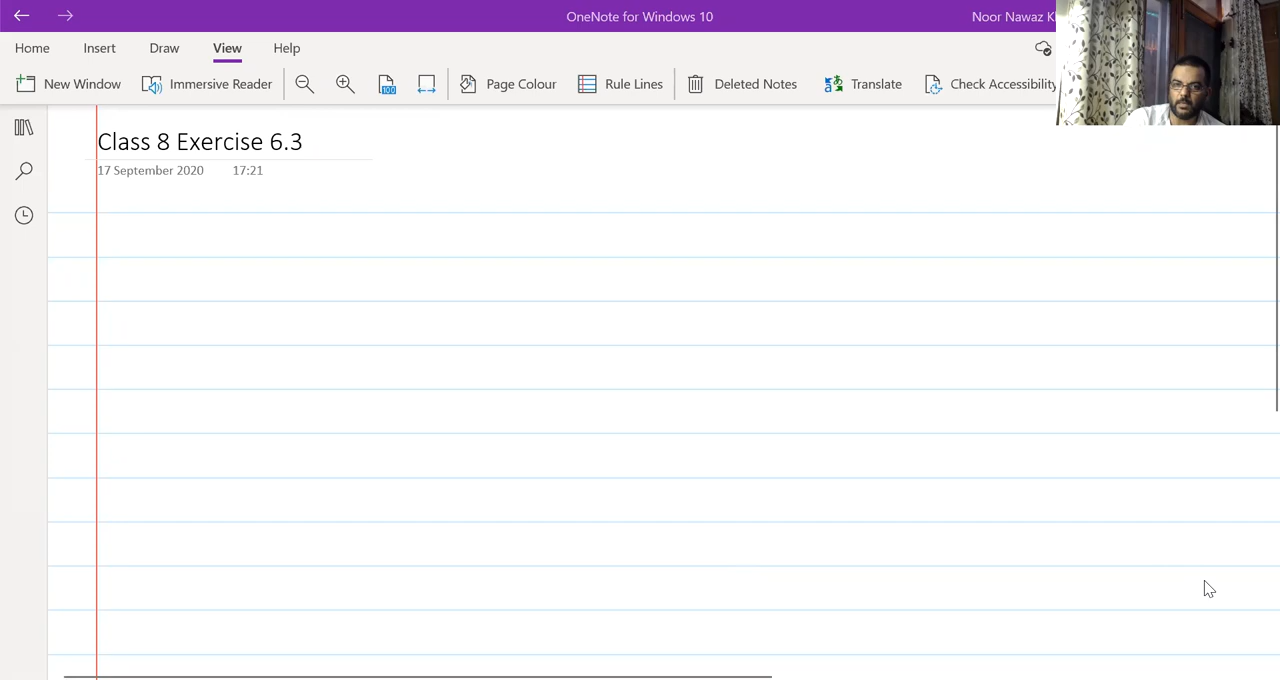 OneNote for Windows 10
Noor Nawaz
Home Insert Draw View Help
New Window Immersive Reader 100 Page Colour Rule Lines Deleted Notes Translate Check Accessibility
Class 8 Exercise 6.3
17 September 2020 17:21